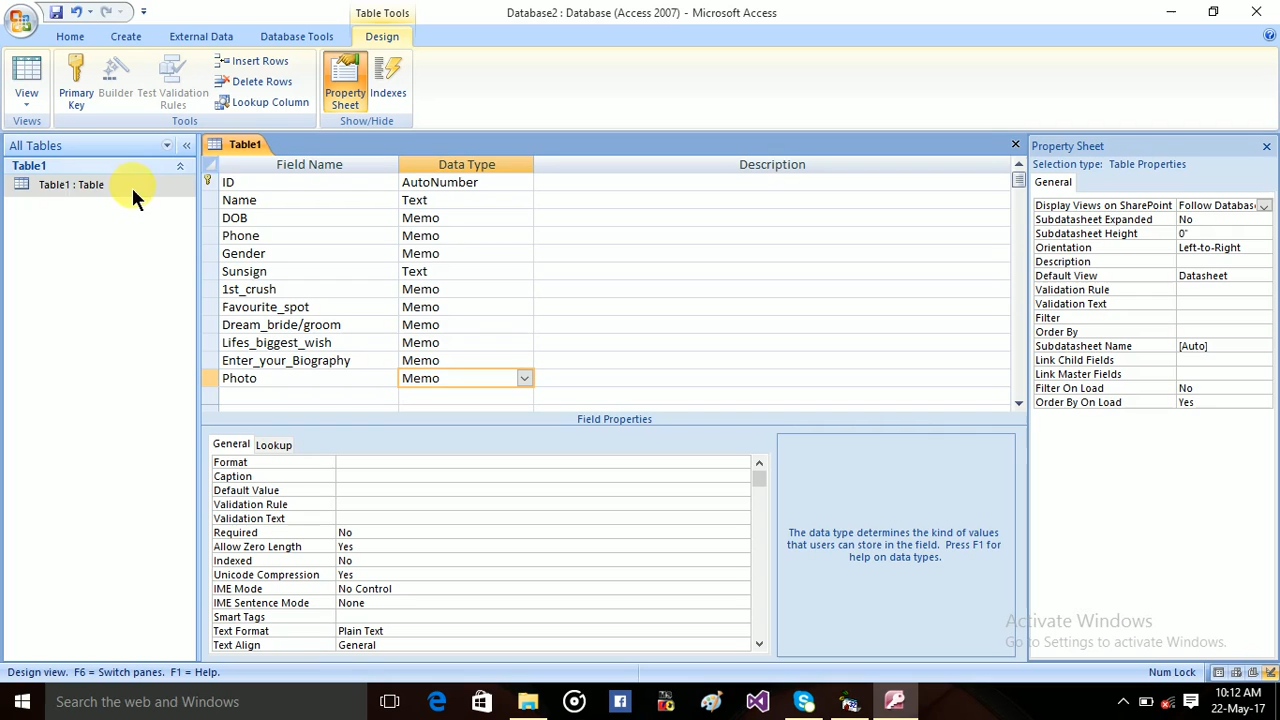 Table Tools
Database2 : Database (Access 2007) - Microsoft Access
Home
Create
External Data
Database Tools
Design
View
Primary Key
Builder
Test Validation Rules
Insert Rows
Delete Rows
Lookup Column
Property Sheet
Indexes
Views
Tools
Show/Hide
All Tables
Table1
Table1 : Table
Table1
Field Name Data Type Description
ID AutoNumber
Name Text
DOB Memo
Phone Memo
Gender Memo
Sunsign Text
1st_crush Memo
Favourite_spot Memo
Dream_bride/groom Memo
Lifes_biggest_wish Memo
Enter_your_Biography Memo
Photo Memo
Field Properties
General Lookup
Format
Caption
Default Value
Validation Rule
Validation Text
Required No
Allow Zero Length Yes
Indexed No
Unicode Compression Yes
IME Mode No Control
IME Sentence Mode None
Smart Tags
Text Format Plain Text
Text Align General
The data type determines the kind of values
that users can store in the field. Press F1 for
help on data types.
Property Sheet
Selection type: Table Properties
General
Display Views on SharePoint Follow Databas
Subdatasheet Expanded No
Subdatasheet Height 0"
Orientation Left-to-Right
Description
Default View Datasheet
Validation Rule
Validation Text
Filter
Order By
Subdatasheet Name [Auto]
Link Child Fields
Link Master Fields
Filter On Load No
Order By On Load Yes
Activate Windows
Go to Settings to activate Windows.
Design view. F6 = Switch panes. F1 = Help.
Num Lock
Search the web and Windows
10:12 AM
22-May-17